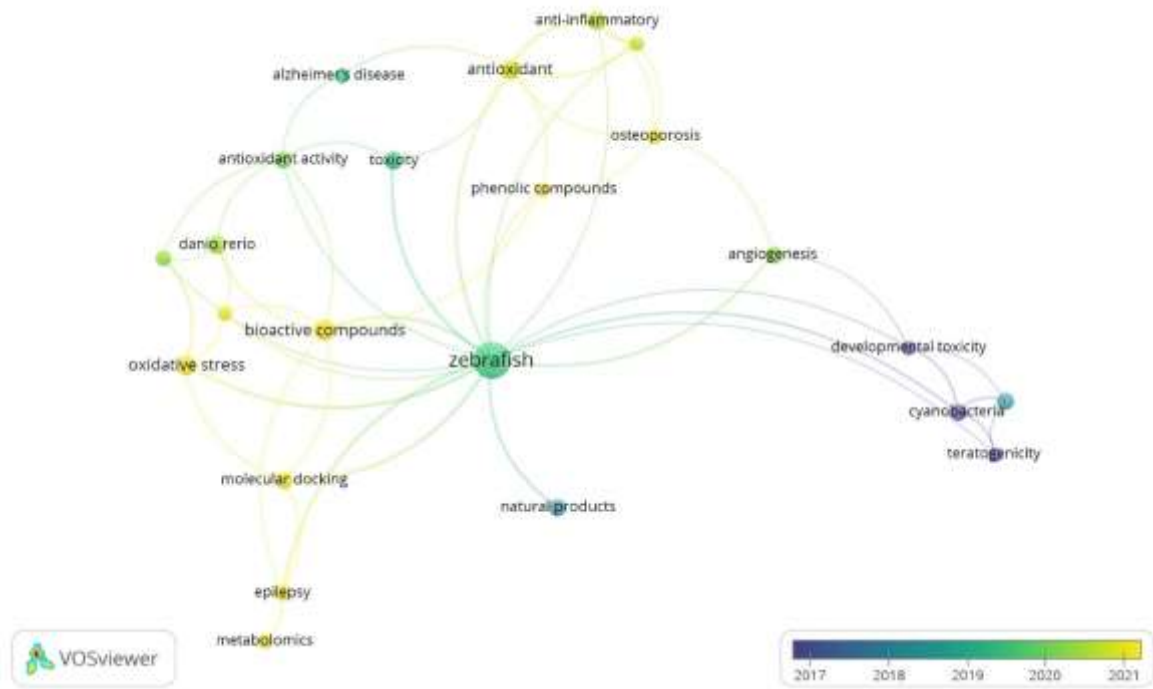 anti-inflammatory
antioxidant
alzheimer's disease
osteoporosis
antioxidant activity
toxicity
phenolic compounds
danio rerio
angiogenesis
bioactive compounds
developmental toxicity
zebrafish
oxidative stress
cyanobacteria
teratogenicity
molecular docking
natural products
epilepsy
metabolomics
VOSviewer
2017 2018 2019 2020 2021